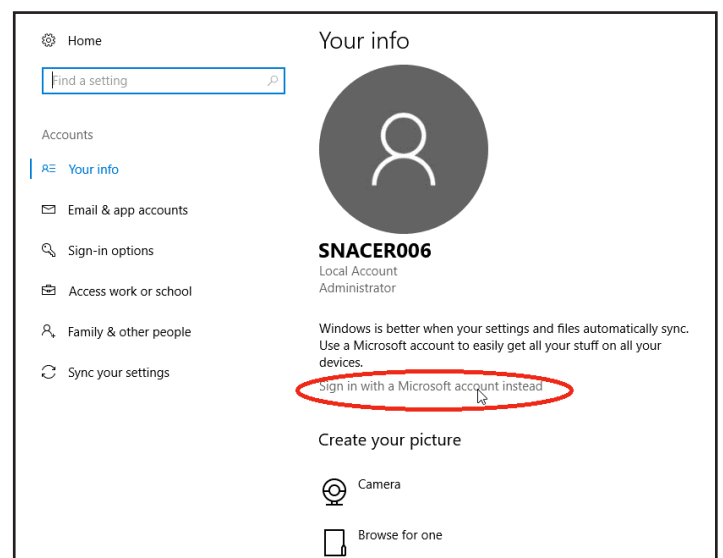 Home
Find a setting
Accounts
Your info
Email & app accounts
Sign-in options
Access work or school
Family & other people
Sync your settings
Your info
SNACER006
Local Account
Administrator
Windows is better when your settings and files automatically sync.
Use a Microsoft account to easily get all your stuff on all your
devices.
Sign in with a Microsoft account instead
Create your picture
Camera
Browse for one